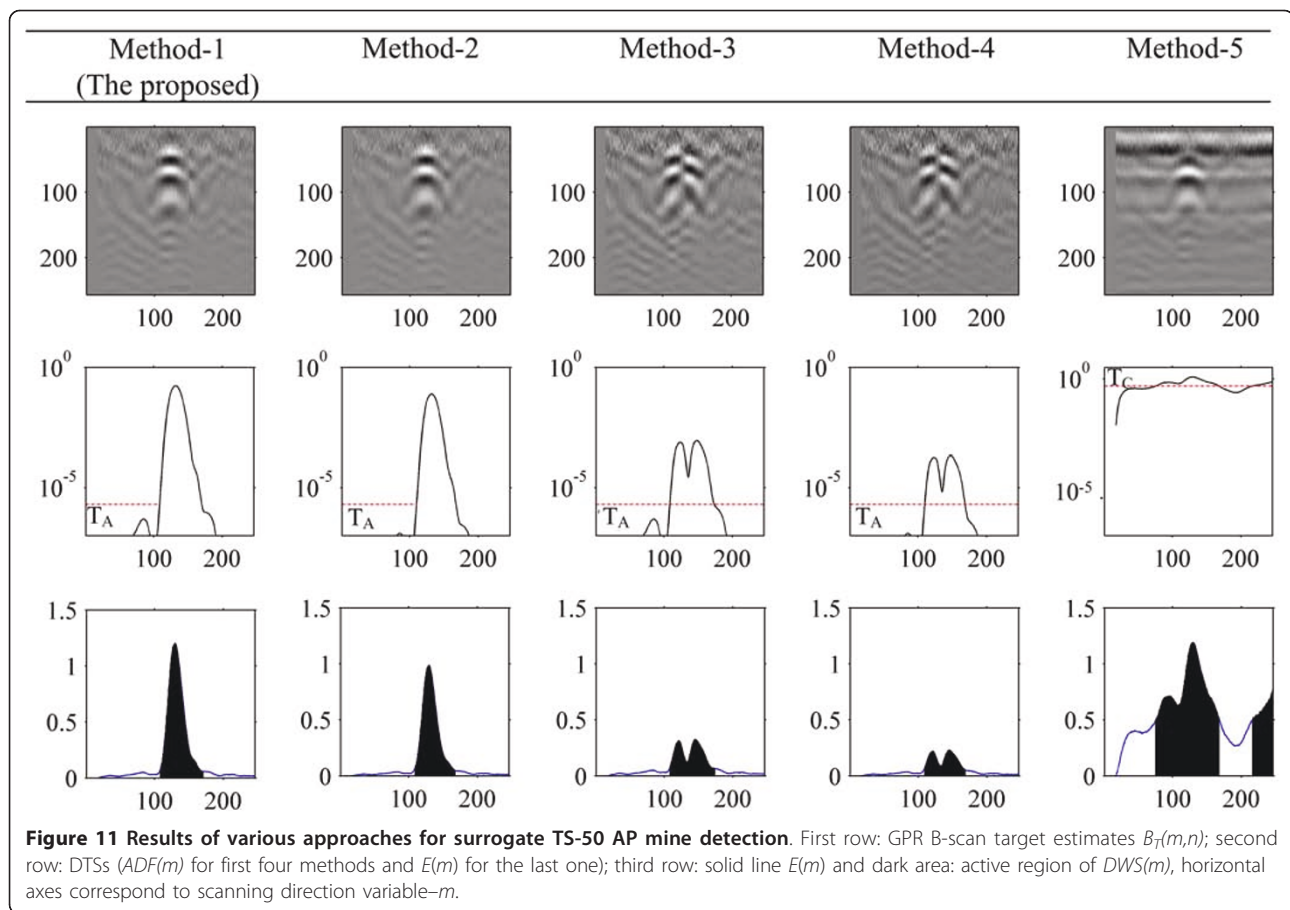 Method-1 Method-2 Method-3 Method-4 Method-5
(The proposed)
100 100 100 100 100
200 200 200 200 200
100 200 100 200 100 200 100 200 100 200
10^0 10^0 10^0 10^0 10^0
T_C
10^-5 10^-5 10^-5 10^-5 10^-5
T_A T_A T_A T_A
100 200 100 200 100 200 100 200 100 200
1.5 1.5 1.5 1.5 1.5
1 1 1 1 1
0.5 0.5 0.5 0.5 0.5
0 0 0 0 0
100 200 100 200 100 200 100 200 100 200
Figure 11 Results of various approaches for surrogate TS-50 AP mine detection. First row: GPR B-scan target estimates B_T(m,n); second
row: DTSs (ADF(m) for first four methods and E(m) for the last one); third row: solid line E(m) and dark area: active region of DWS(m), horizontal
axes correspond to scanning direction variable–m.